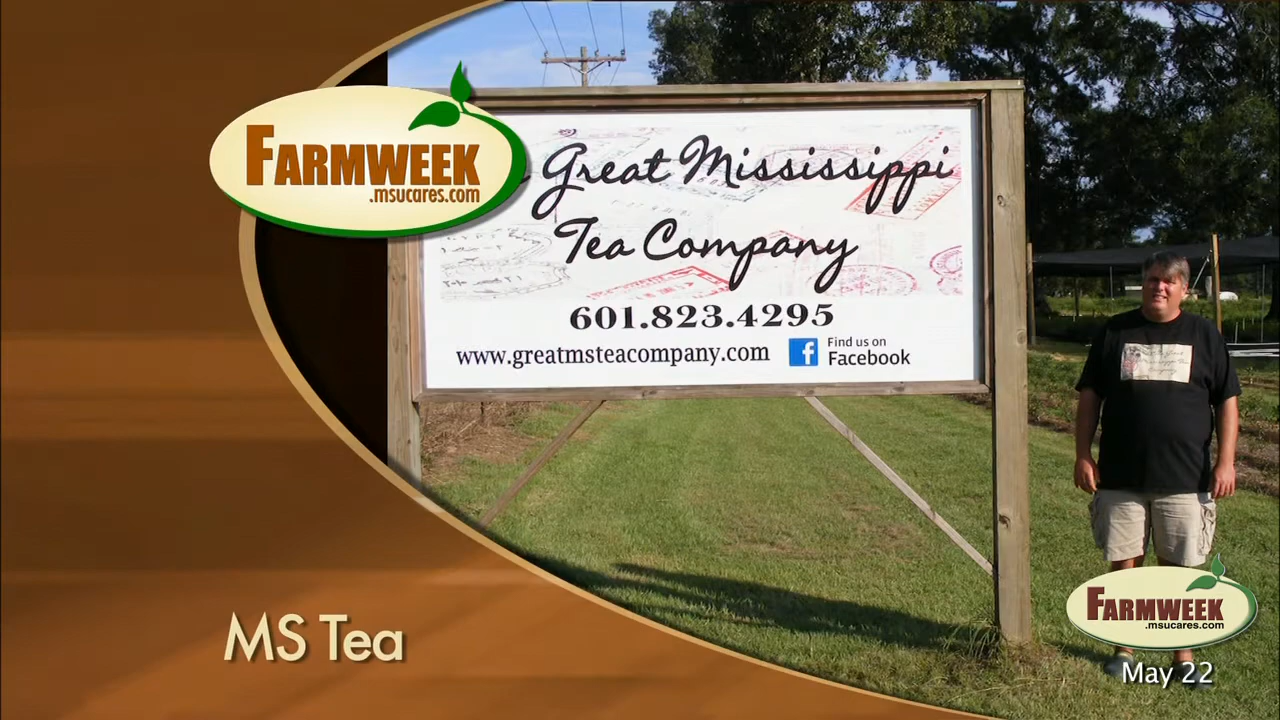 FARMWEEK
.msucares.com
Great Mississippi
Tea Company
601.823.4295
www.greatmsteacompany.com
Find us on
Facebook
MS Tea
FARMWEEK
.msucares.com
May 22